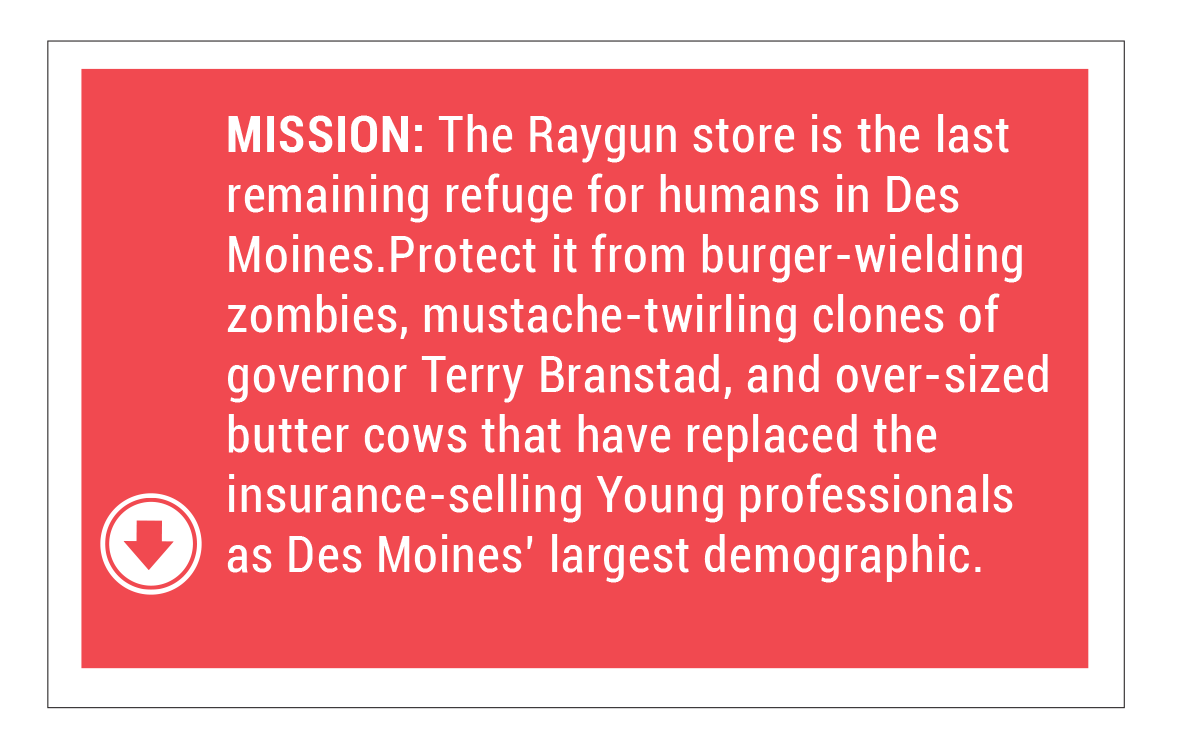 MISSION: The Raygun store is the last
remaining refuge for humans in Des
Moines.Protect it from burger-wielding
zombies, mustache-twirling clones of
governor Terry Branstad, and over-sized
butter cows that have replaced the
insurance-selling Young professionals
as Des Moines' largest demographic.